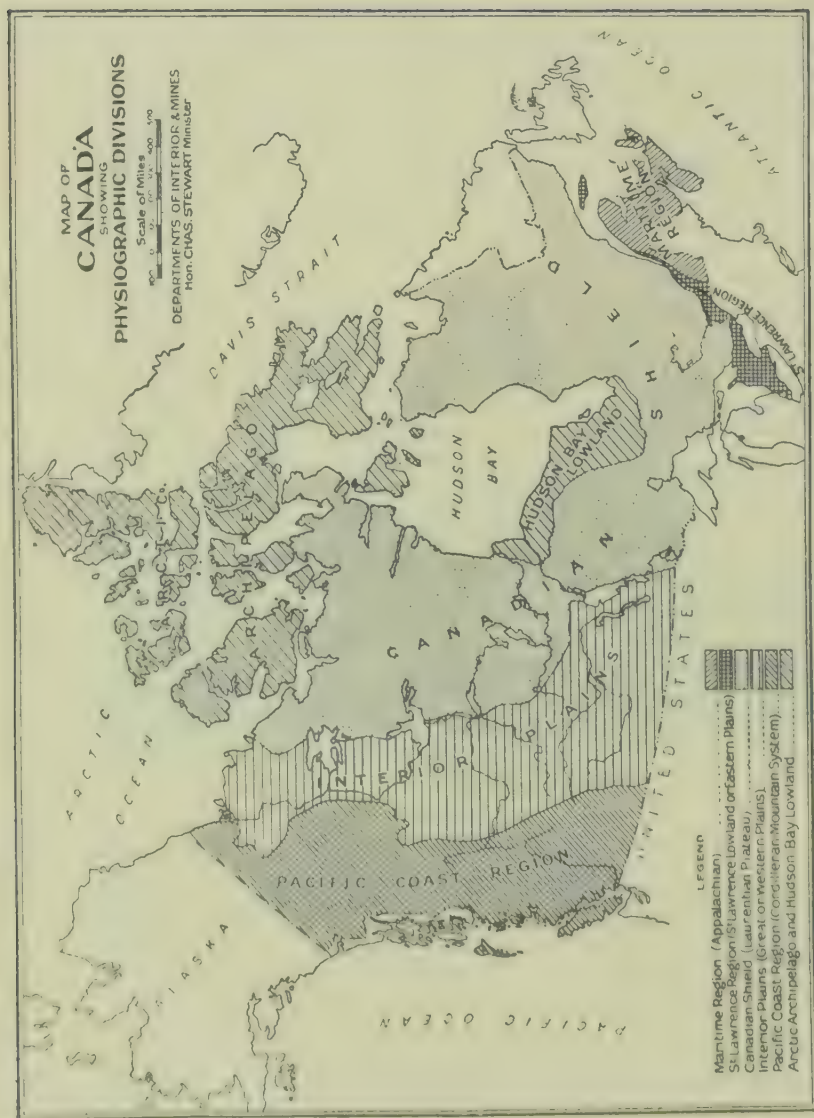 MAP OF
CANADA
SHOWING
PHYSIOGRAPHIC DIVISIONS
Scale of Miles
DEPARTMENTS OF INTERIOR & MINES
Hon. CHAS. STEWART Minister
ARCTIC
OCEAN
DAVIS STRAIT
ATLANTIC OCEAN
ALASKA
PACIFIC OCEAN
ARCTIC
ARCHIPELAGO
HUDSON
BAY
HUDSON BAY
LOWLAND
CANADIAN
SHIELD
INTERIOR
PLAINS
PACIFIC COAST REGION
MARITIME
REGION
ST LAWRENCE REGION
UNITED STATES
LEGEND
Maritime Region (Appalachian)
St Lawrence Region (St Lawrence Lowland or Eastern Plains)
Canadian Shield (Laurentian Plateau)
Interior Plains (Great or Western Plains)
Pacific Coast Region (Cordilleran Mountain System)
Arctic Archipelago and Hudson Bay Lowland